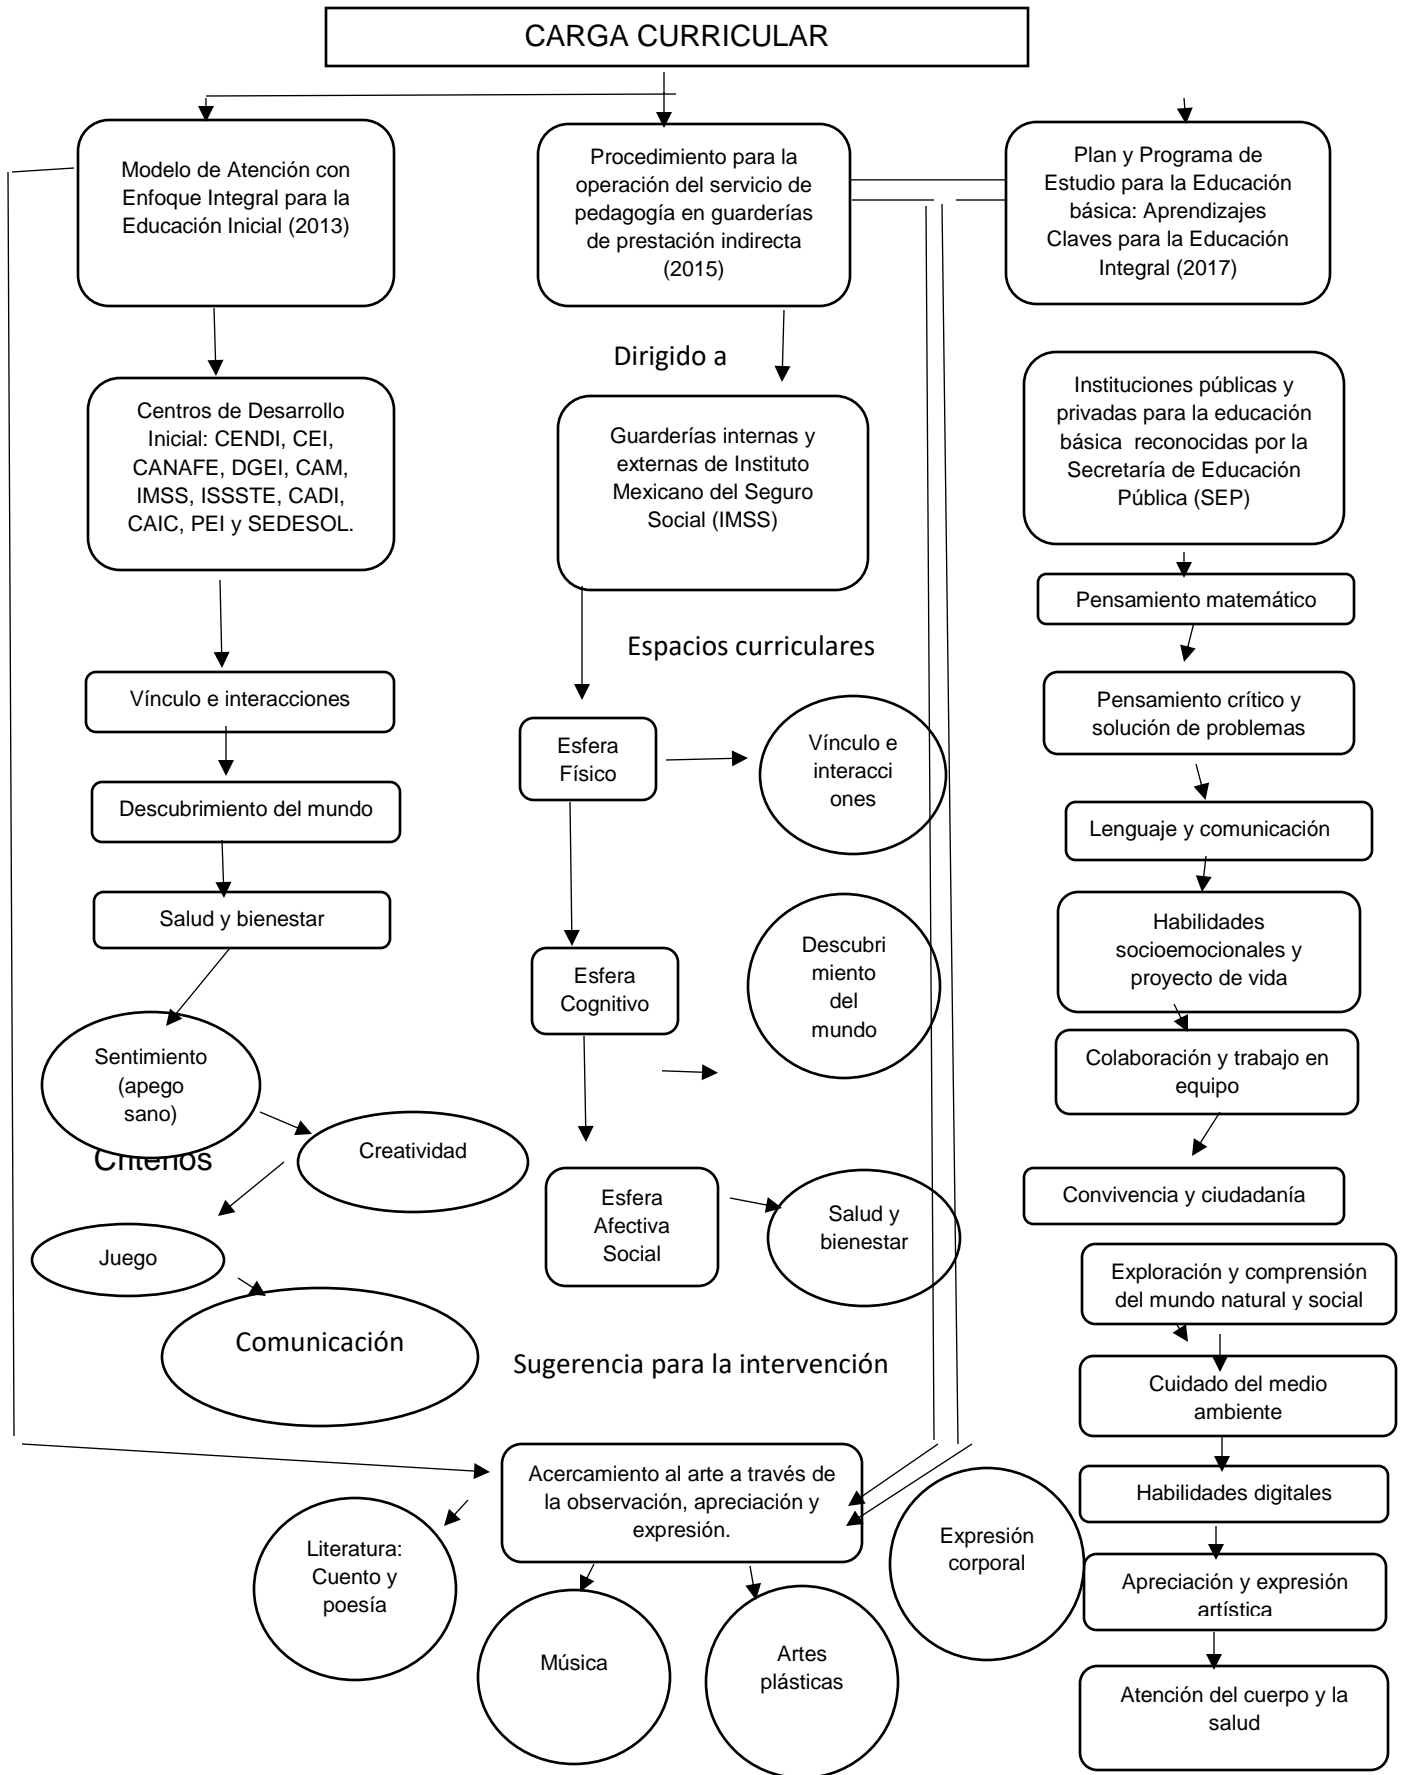 CARGA CURRICULAR
Modelo de Atención con
Enfoque Integral para la
Educación Inicial (2013)
Procedimiento para la
operación del servicio de
pedagogía en guarderías
de prestación indirecta
(2015)
Plan y Programa de
Estudio para la Educación
básica: Aprendizajes
Claves para la Educación
Integral (2017)
Dirigido a
Centros de Desarrollo
Inicial: CENDI, CEI,
CANAFE, DGEI, CAM,
IMSS, ISSSTE, CADI,
CAIC, PEI y SEDESOL.
Guarderías internas y
externas de Instituto
Mexicano del Seguro
Social (IMSS)
Instituciones públicas y
privadas para la educación
básica reconocidas por la
Secretaría de Educación
Pública (SEP)
Espacios curriculares
Vínculo e interacciones
Descubrimiento del mundo
Salud y bienestar
Esfera
Físico
Vínculo e
interacci
ones
Esfera
Cognitivo
Descubri
miento
del
mundo
Esfera
Afectiva
Social
Salud y
bienestar
Pensamiento matemático
Pensamiento crítico y
solución de problemas
Lenguaje y comunicación
Habilidades
socioemocionales y
proyecto de vida
Colaboración y trabajo en
equipo
Convivencia y ciudadanía
Exploración y comprensión
del mundo natural y social
Cuidado del medio
ambiente
Habilidades digitales
Apreciación y expresión
artística
Atención del cuerpo y la
salud
Sentimiento
(apego
sano)
Criterios
Creatividad
Juego
Comunicación
Sugerencia para la intervención
Acercamiento al arte a través de
la observación, apreciación y
expresión.
Literatura:
Cuento y
poesía
Música
Artes
plásticas
Expresión
corporal